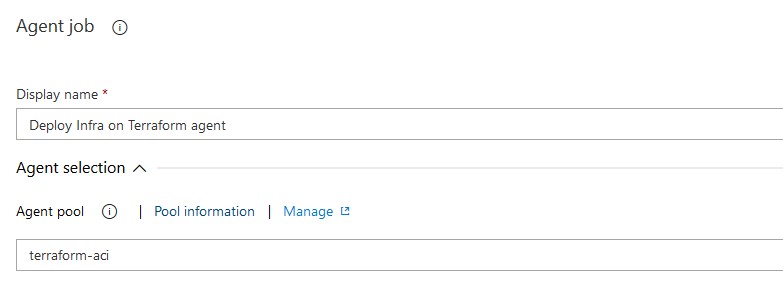 Agent job
Display name *
Deploy Infra on Terraform agent
Agent selection
Agent pool | Pool information | Manage
terraform-aci